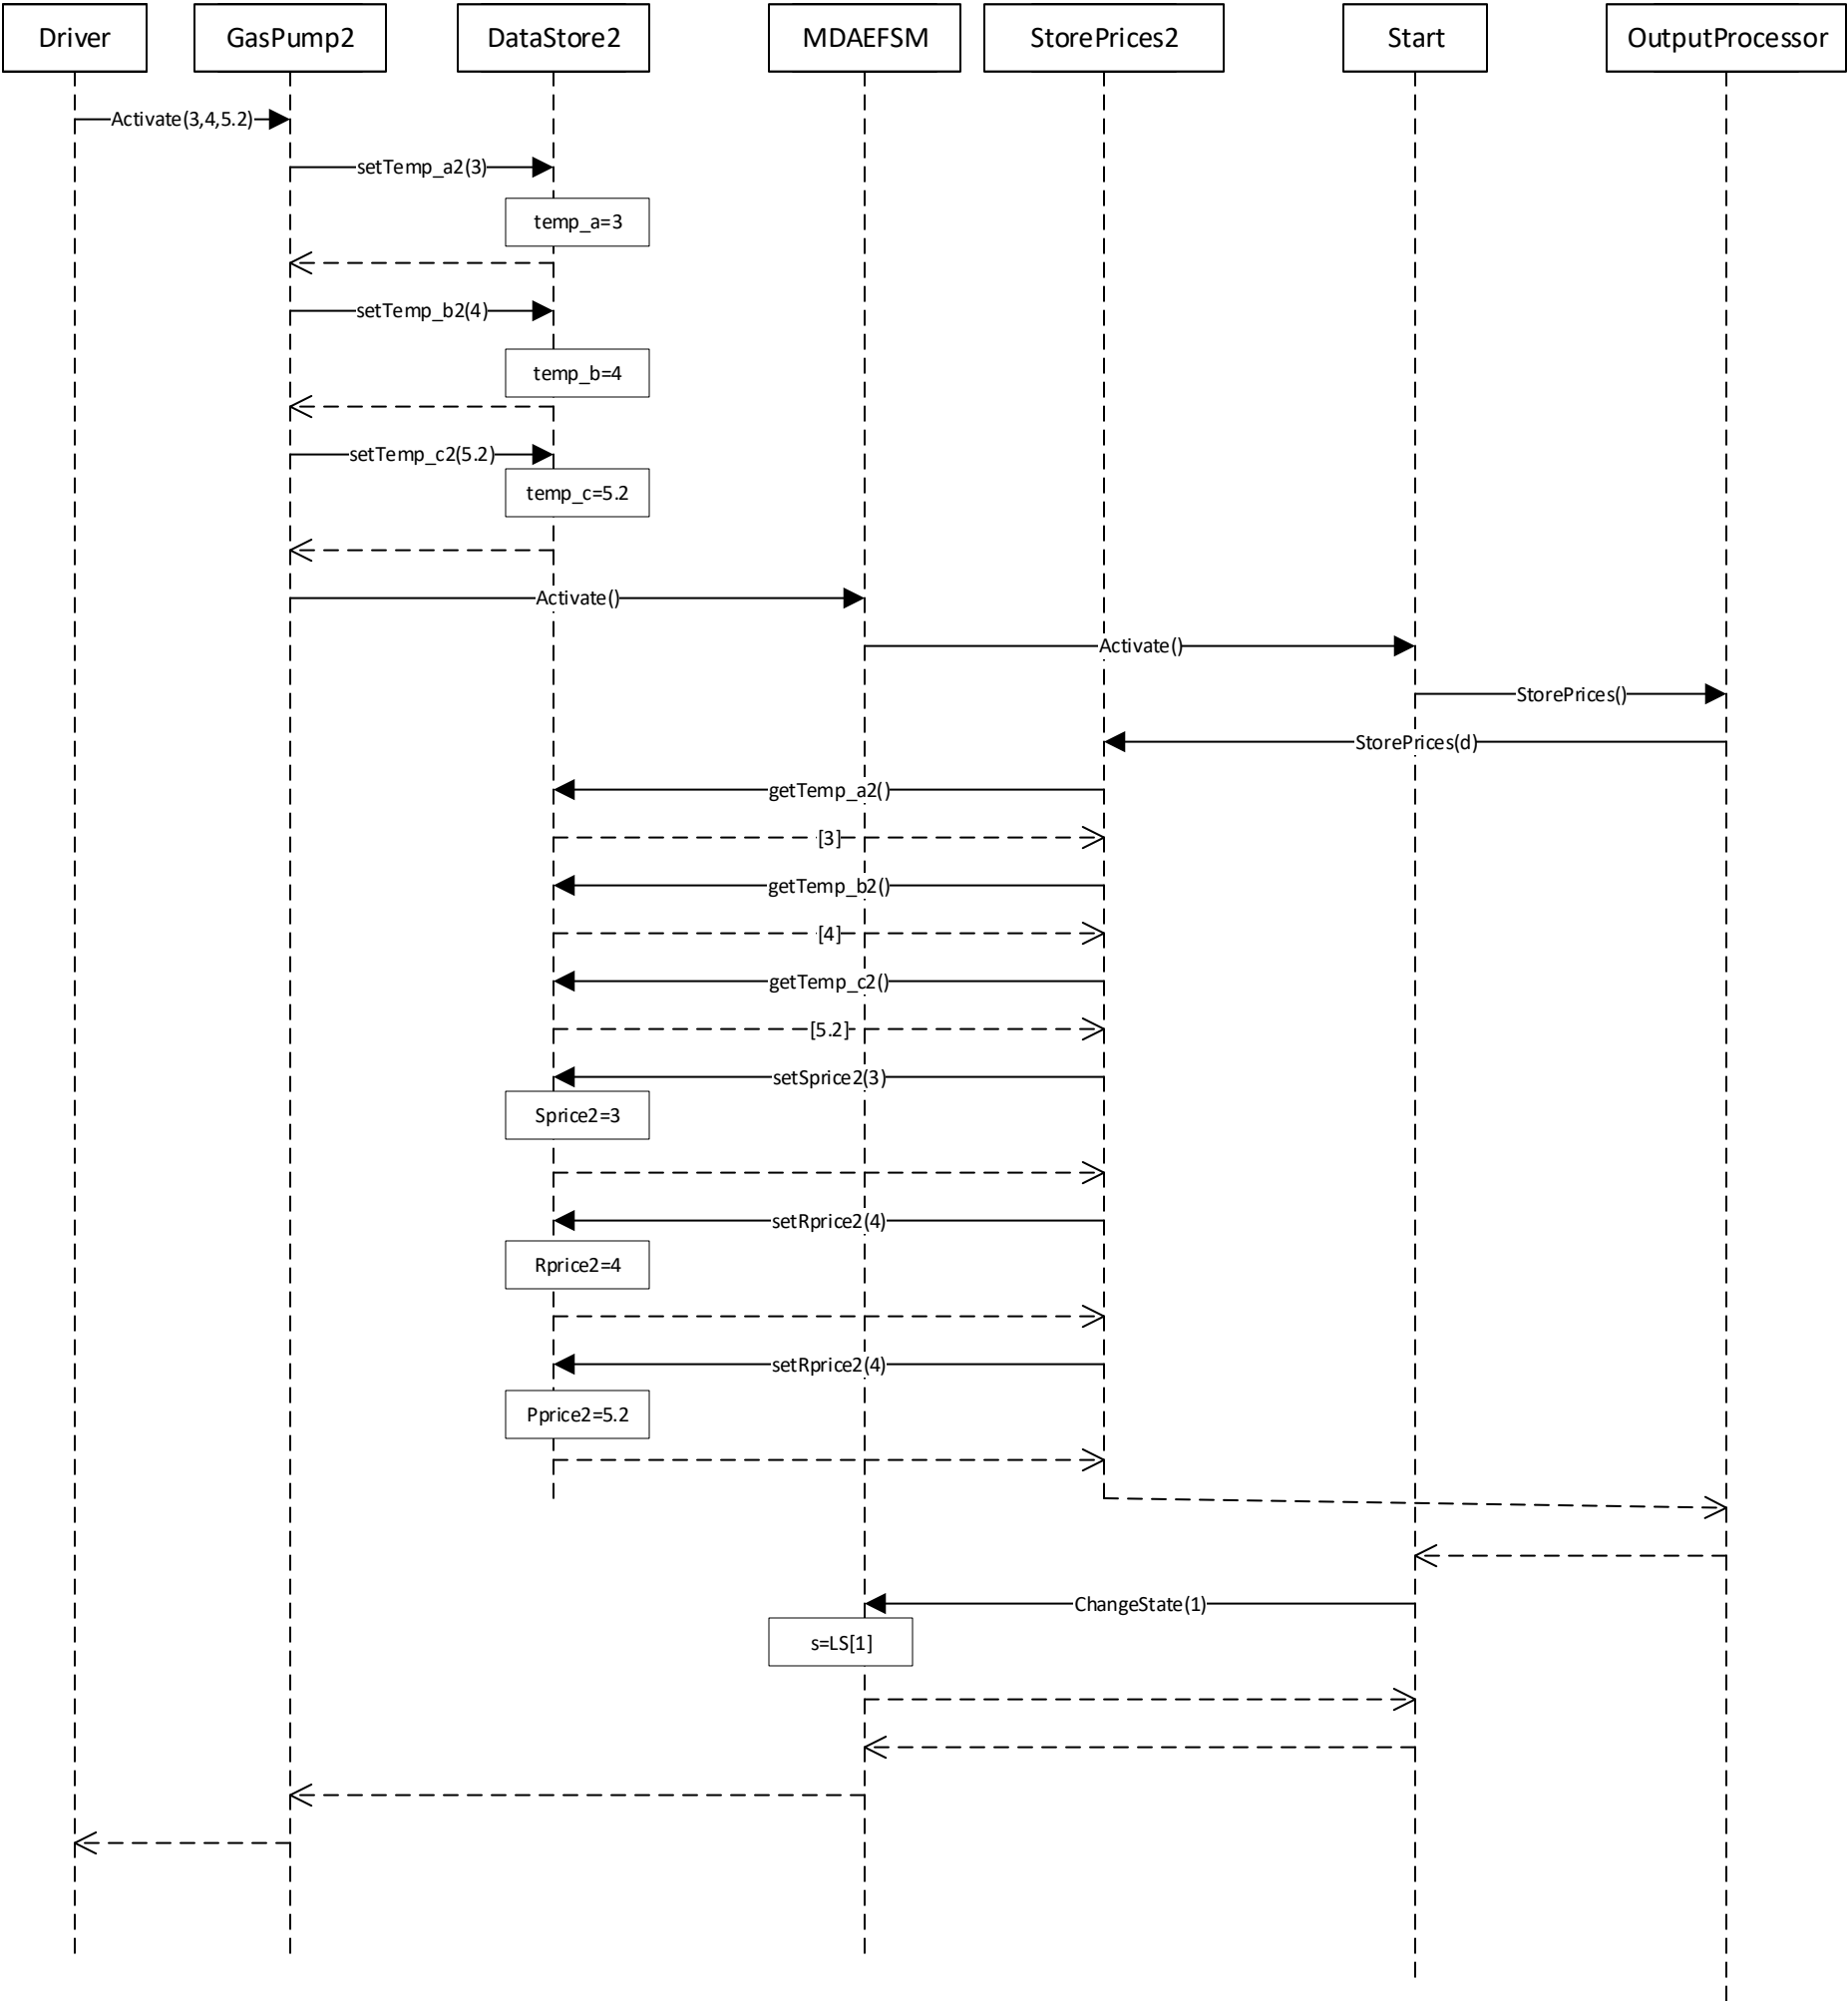 Driver
GasPump2
DataStore2
MDAEFSM
StorePrices2
Start
OutputProcessor
Activate(3,4,5.2)
setTemp_a2(3)
temp_a=3
setTemp_b2(4)
temp_b=4
setTemp_c2(5.2)
temp_c=5.2
Activate()
Activate()
StorePrices()
StorePrices(d)
getTemp_a2()
[3]
getTemp_b2()
[4]
getTemp_c2()
[5.2]
setSprice2(3)
Sprice2=3
setRprice2(4)
Rprice2=4
setRprice2(4)
Pprice2=5.2
ChangeState(1)
s=LS[1]